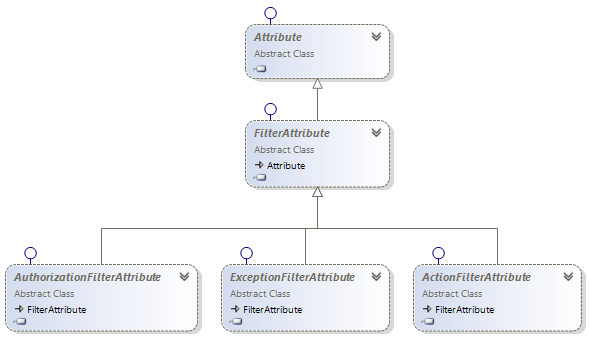 Attribute
Abstract Class
FilterAttribute
Abstract Class
Attribute
AuthorizationFilterAttribute
Abstract Class
FilterAttribute
ExceptionFilterAttribute
Abstract Class
FilterAttribute
ActionFilterAttribute
Abstract Class
FilterAttribute